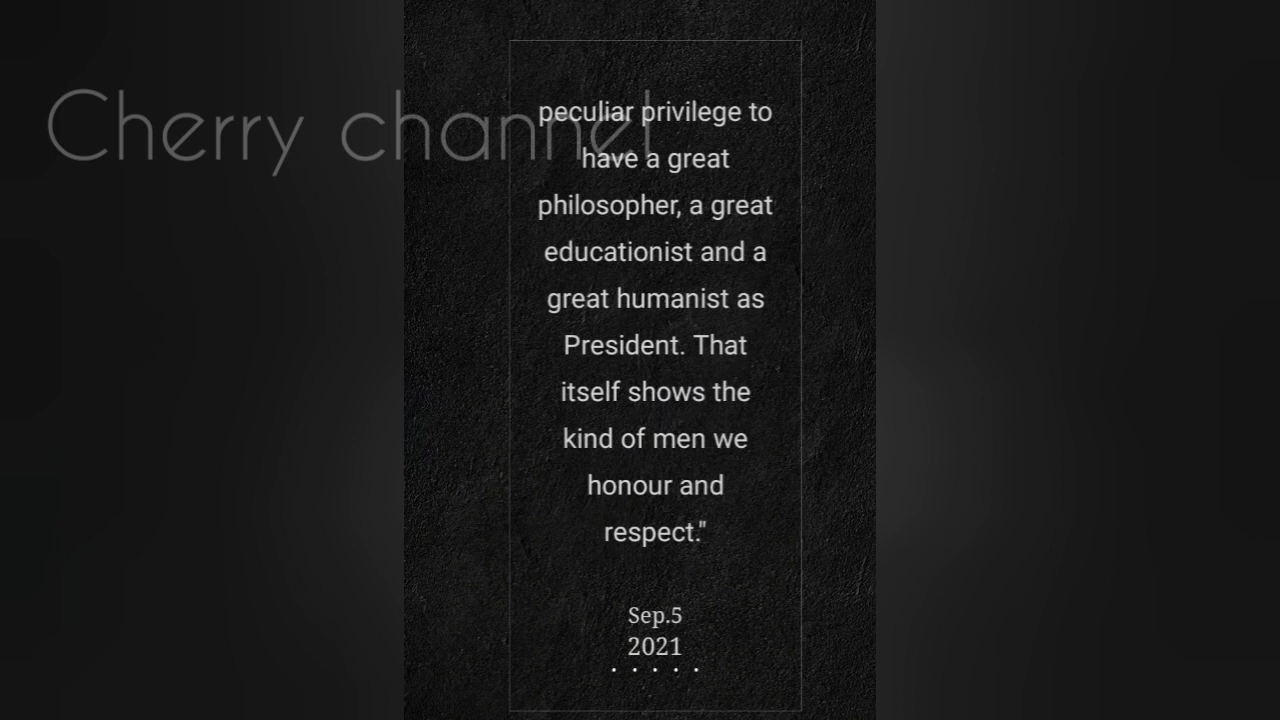 Cherry channel
peculiar privilege to
have a great
philosopher, a great
educationist and a
great humanist as
President. That
itself shows the
kind of men we
honour and
respect."
Sep.5
2021
. . . . .